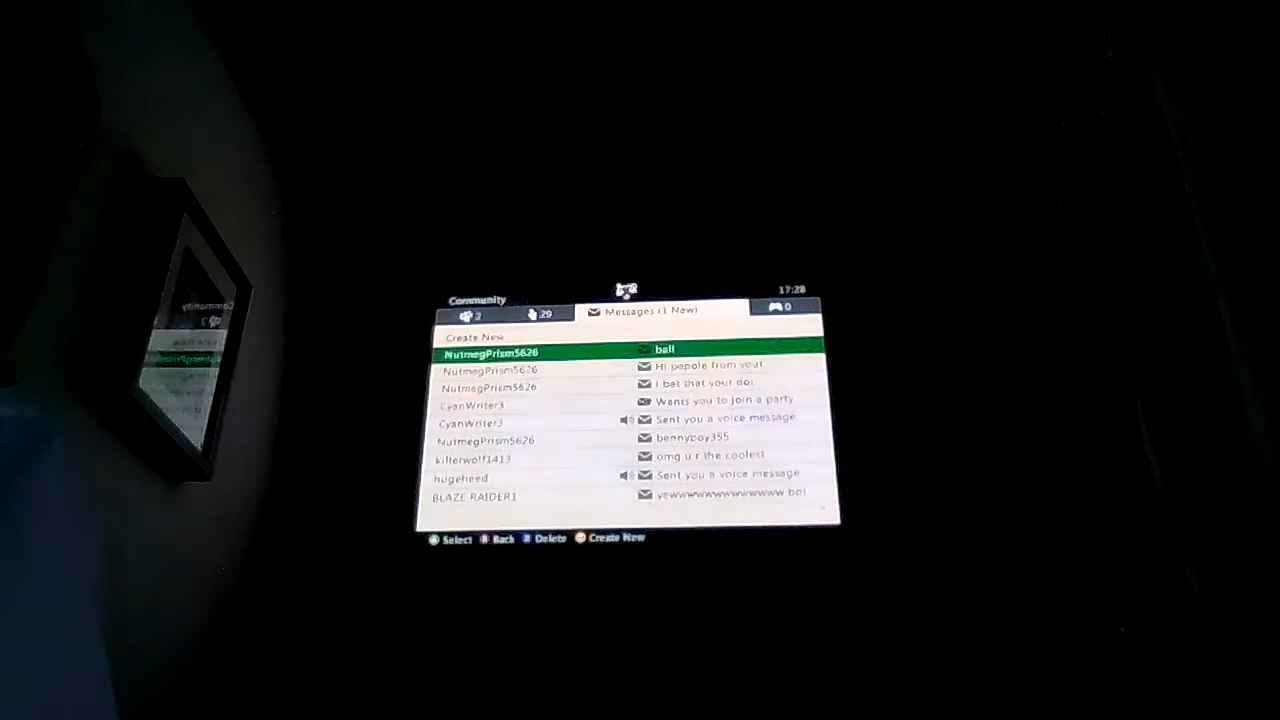 Community 17:28
2 29 Messages (1 New) 0
Create New
NutmegPrism5626 ball
NutmegPrism5626 Hi pepole from yout
NutmegPrism5626 i bet that your doi
CyanWriter3 Wants you to join a party
CyanWriter3 Sent you a voice message
NutmegPrism5626 bennyboy355
killerwolf1413 omg u r the coolest
hugeheed Sent you a voice message
BLAZE RAIDER1 boi
Select Back Delete Create New